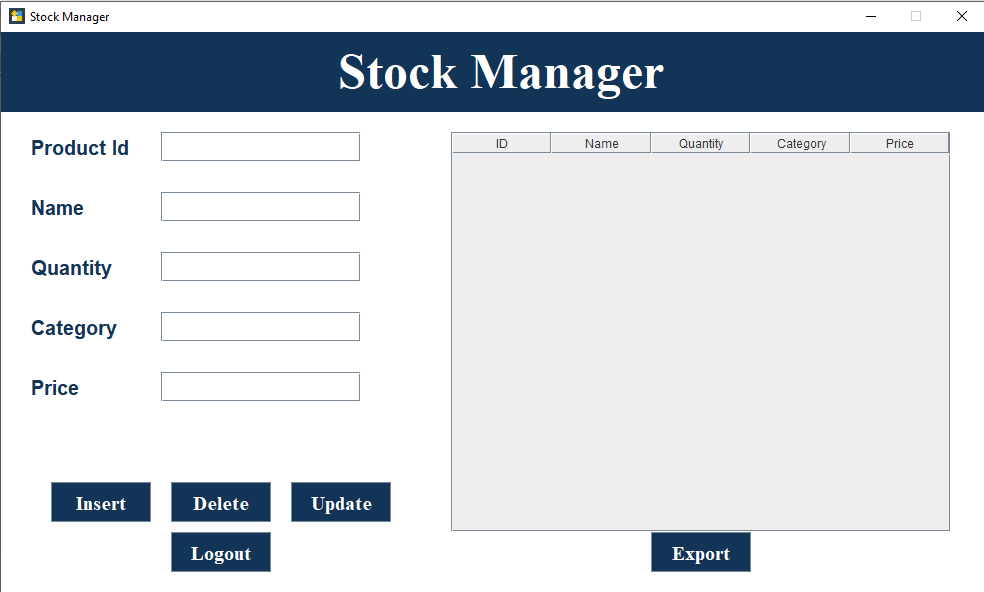 Stock Manager
Stock Manager
Product Id
Name
Quantity
Category
Price
ID Name Quantity Category Price
Insert Delete Update
Logout
Export